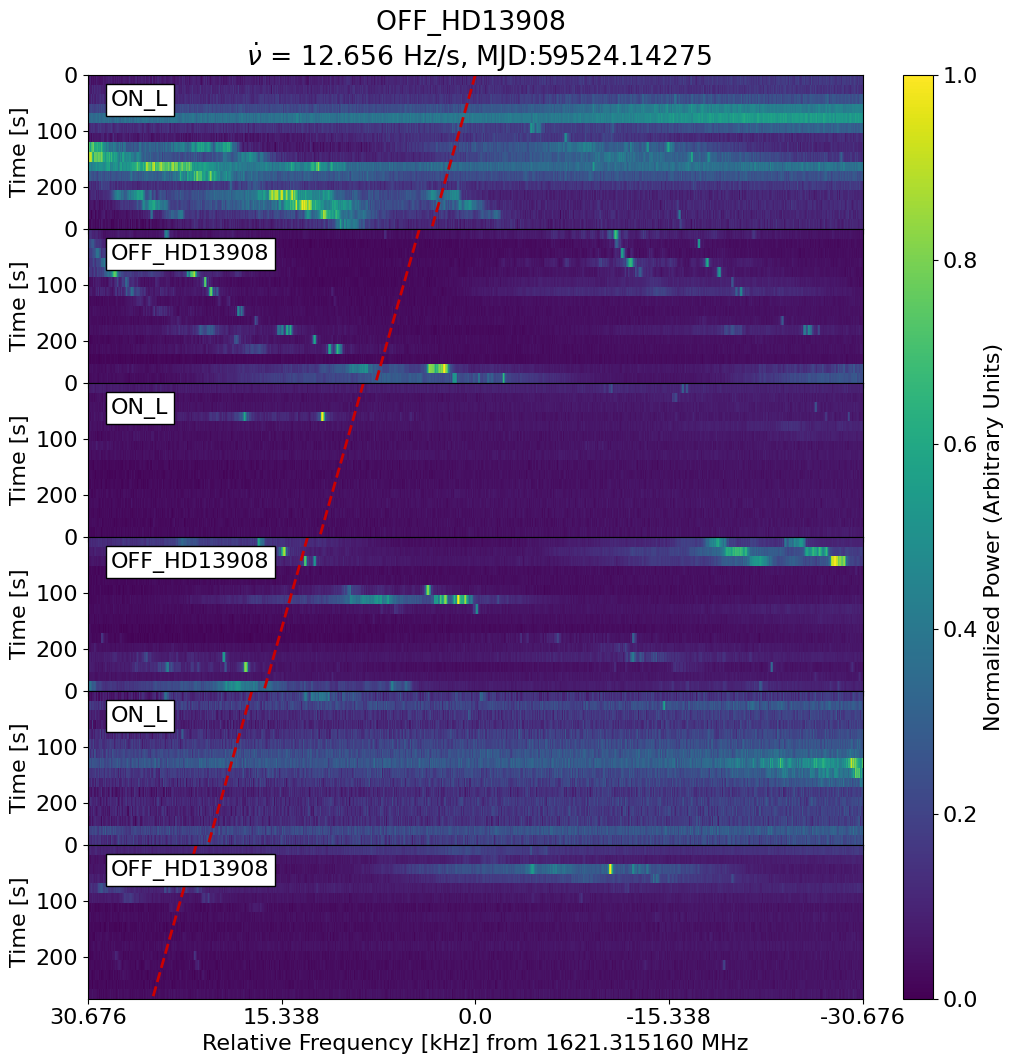 OFF_HD13908
ν̇ = 12.656 Hz/s, MJD:59524.14275
ON_L
OFF_HD13908
ON_L
OFF_HD13908
ON_L
OFF_HD13908
Time [s]
0
100
200
Time [s]
0
100
200
Time [s]
0
100
200
Time [s]
0
100
200
Time [s]
0
100
200
Time [s]
0
100
200
30.676 15.338 0.0 -15.338 -30.676
Relative Frequency [kHz] from 1621.315160 MHz
1.0
0.8
0.6
0.4
0.2
0.0
Normalized Power (Arbitrary Units)